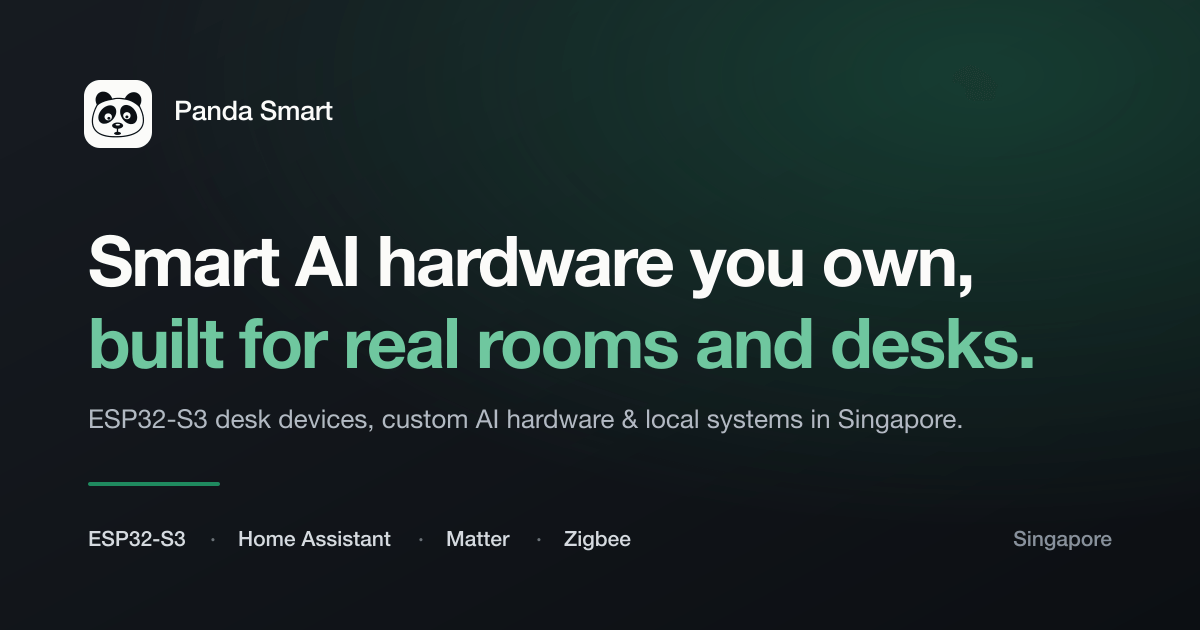 Panda Smart
Smart AI hardware you own,
built for real rooms and desks.
ESP32-S3 desk devices, custom AI hardware & local systems in Singapore.
ESP32-S3 · Home Assistant · Matter · Zigbee
Singapore